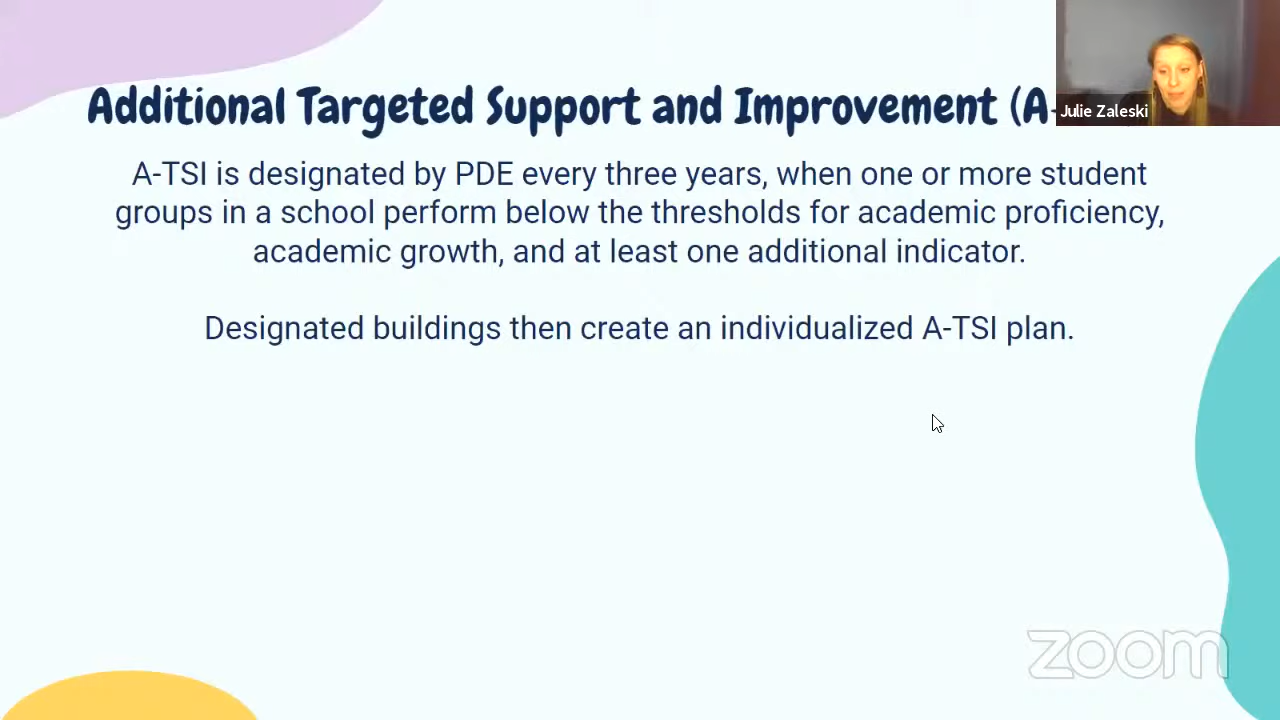 Additional Targeted Support and Improvement (A-
Julie Zaleski
A-TSI is designated by PDE every three years, when one or more student
groups in a school perform below the thresholds for academic proficiency,
academic growth, and at least one additional indicator.
Designated buildings then create an individualized A-TSI plan.
zoom